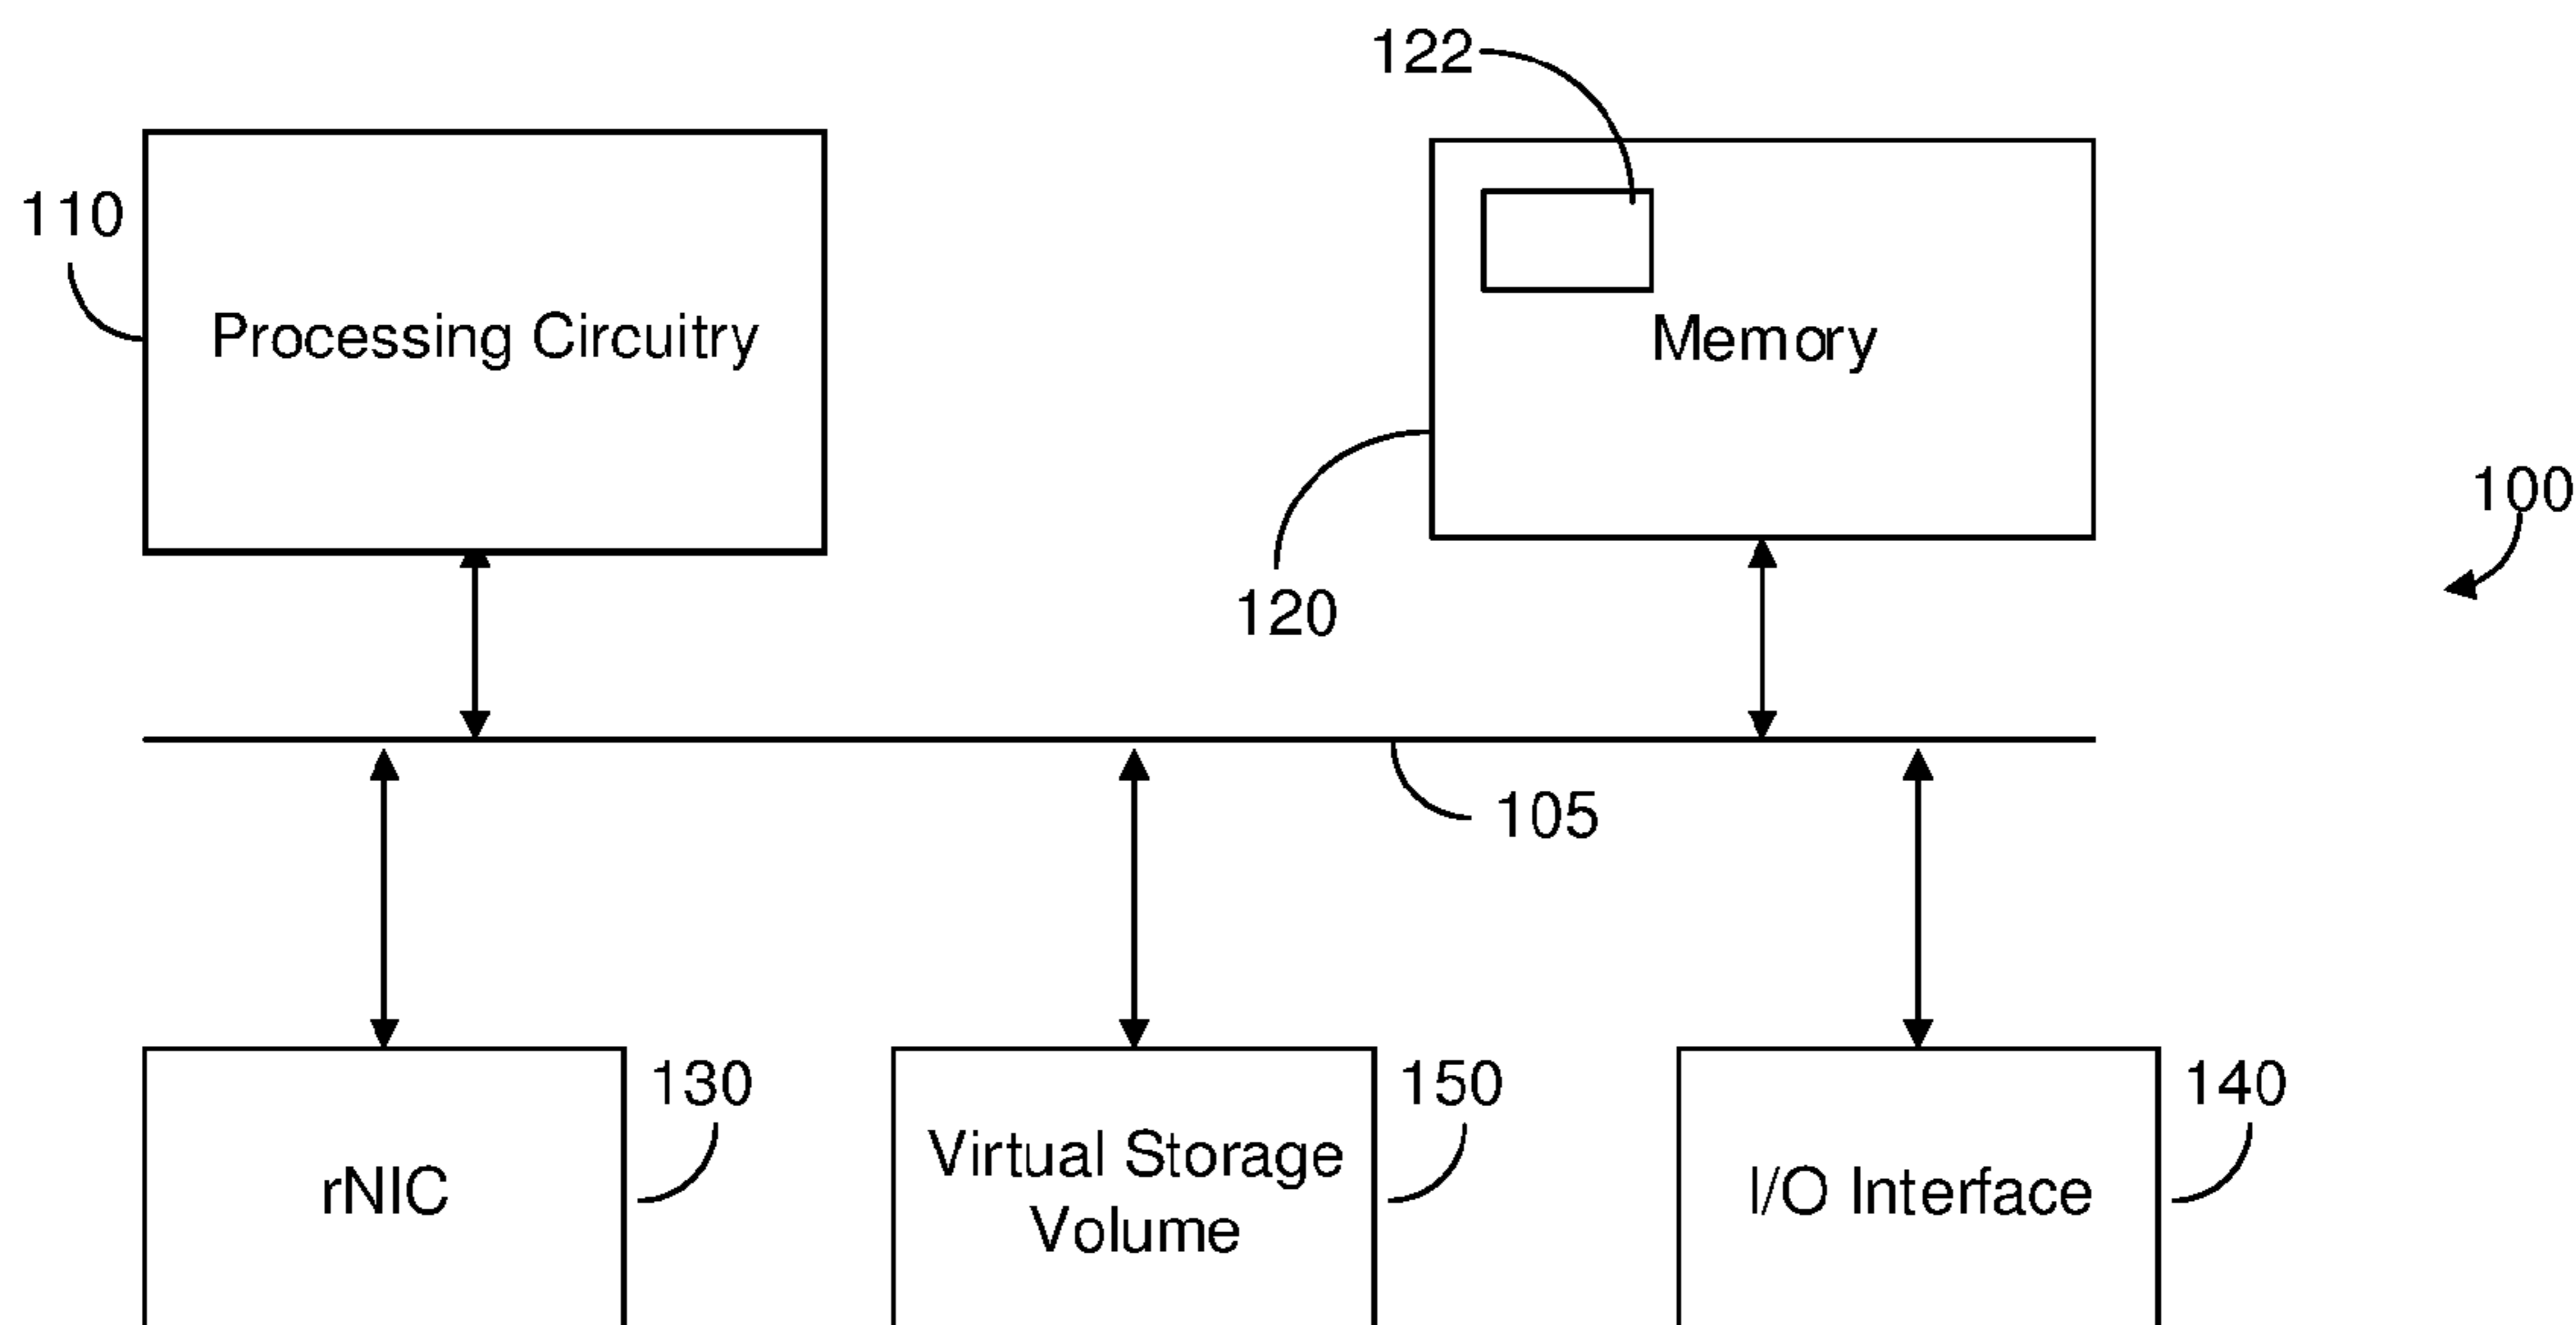 122
110
Processing Circuitry
Memory
100
120
105
130
150
140
Virtual Storage
Volume
rNIC
I/O Interface